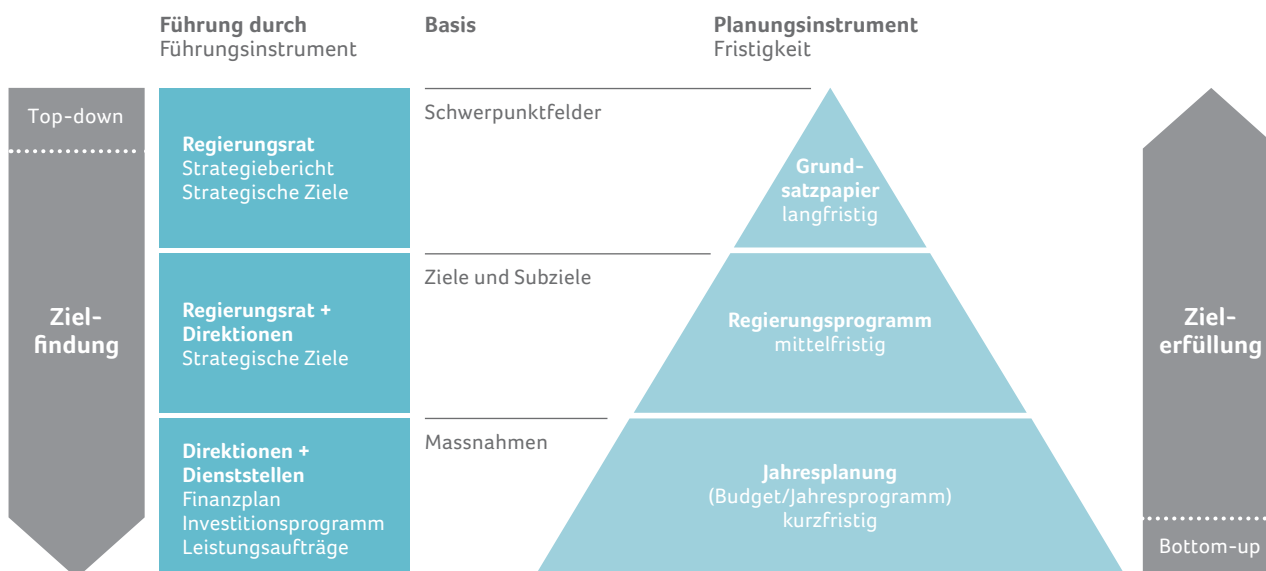 Führung durch
Führungsinstrument
Basis
Planungsinstrument
Fristigkeit
Top-down
Ziel-
findung
Regierungsrat
Strategiebericht
Strategische Ziele
Schwerpunktfelder
Grund-
satzpapier
langfristig
Regierungsrat +
Direktionen
Strategische Ziele
Ziele und Subziele
Regierungsprogramm
mittelfristig
Direktionen +
Dienststellen
Finanzplan
Investitionsprogramm
Leistungsaufträge
Massnahmen
Jahresplanung
(Budget/Jahresprogramm)
kurzfristig
Ziel-
erfüllung
Bottom-up